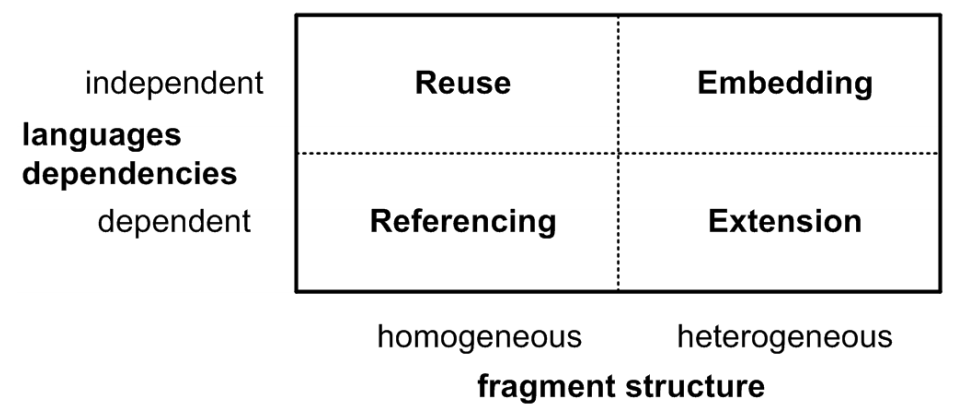 independent Reuse Embedding
languages
dependencies
dependent Referencing Extension
homogeneous heterogeneous
fragment structure